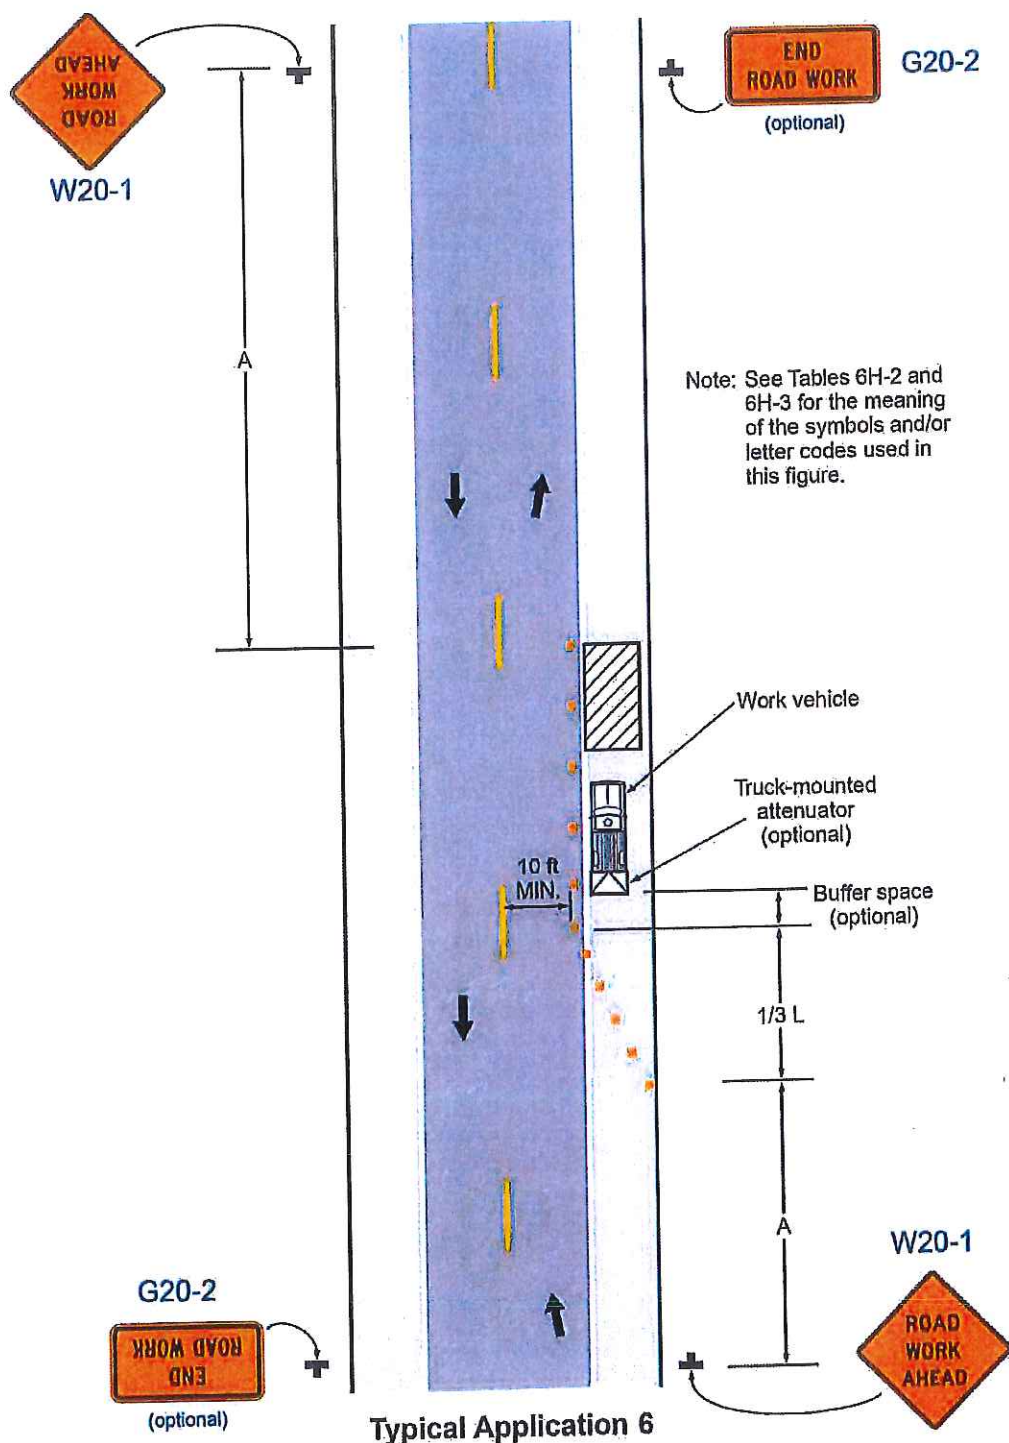 ROAD
WORK
AHEAD
W20-1
END
ROAD WORK
(optional)
G20-2
A
Note: See Tables 6H-2 and
6H-3 for the meaning
of the symbols and/or
letter codes used in
this figure.
Work vehicle
Truck-mounted
attenuator
(optional)
10 ft
MIN.
Buffer space
(optional)
1/3 L
A
W20-1
ROAD
WORK
AHEAD
G20-2
END
ROAD WORK
(optional)
Typical Application 6